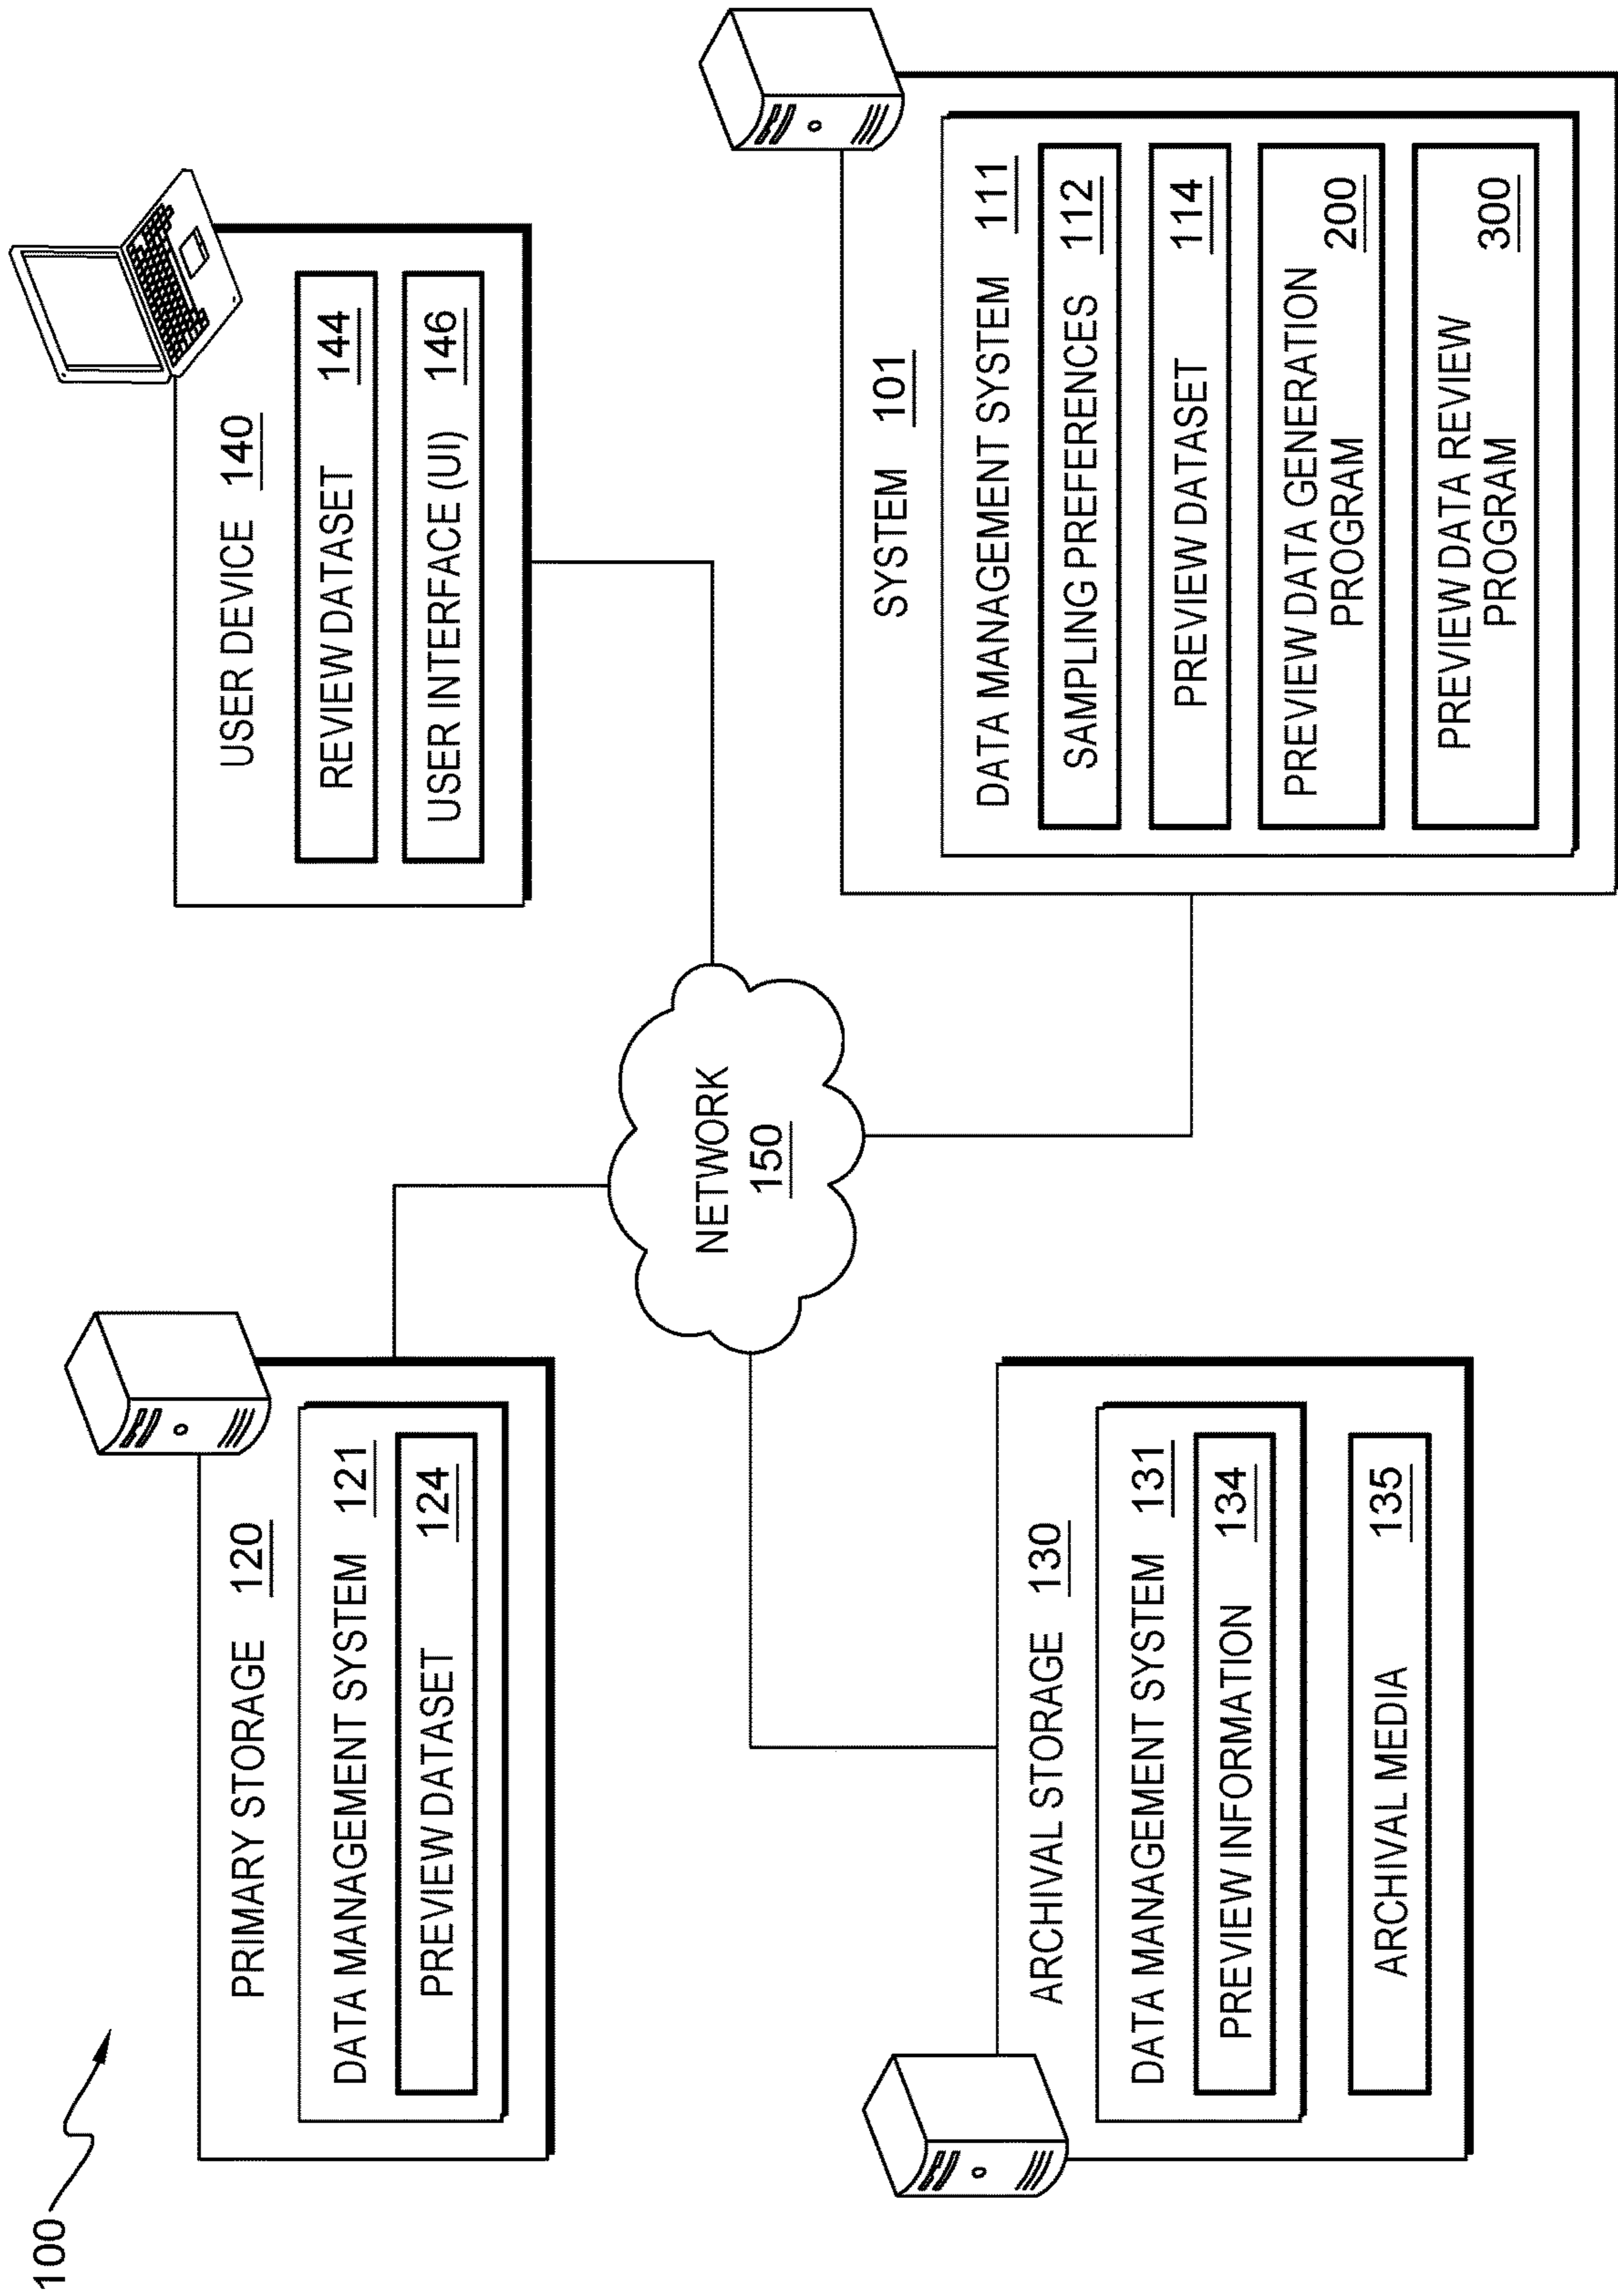 100
PRIMARY STORAGE 120
DATA MANAGEMENT SYSTEM 121
PREVIEW DATASET 124
USER DEVICE 140
REVIEW DATASET 144
USER INTERFACE (UI) 146
NETWORK
150
ARCHIVAL STORAGE 130
DATA MANAGEMENT SYSTEM 131
PREVIEW INFORMATION 134
ARCHIVAL MEDIA 135
SYSTEM 101
DATA MANAGEMENT SYSTEM 111
SAMPLING PREFERENCES 112
PREVIEW DATASET 114
PREVIEW DATA GENERATION 200
PROGRAM
PREVIEW DATA REVIEW 300
PROGRAM